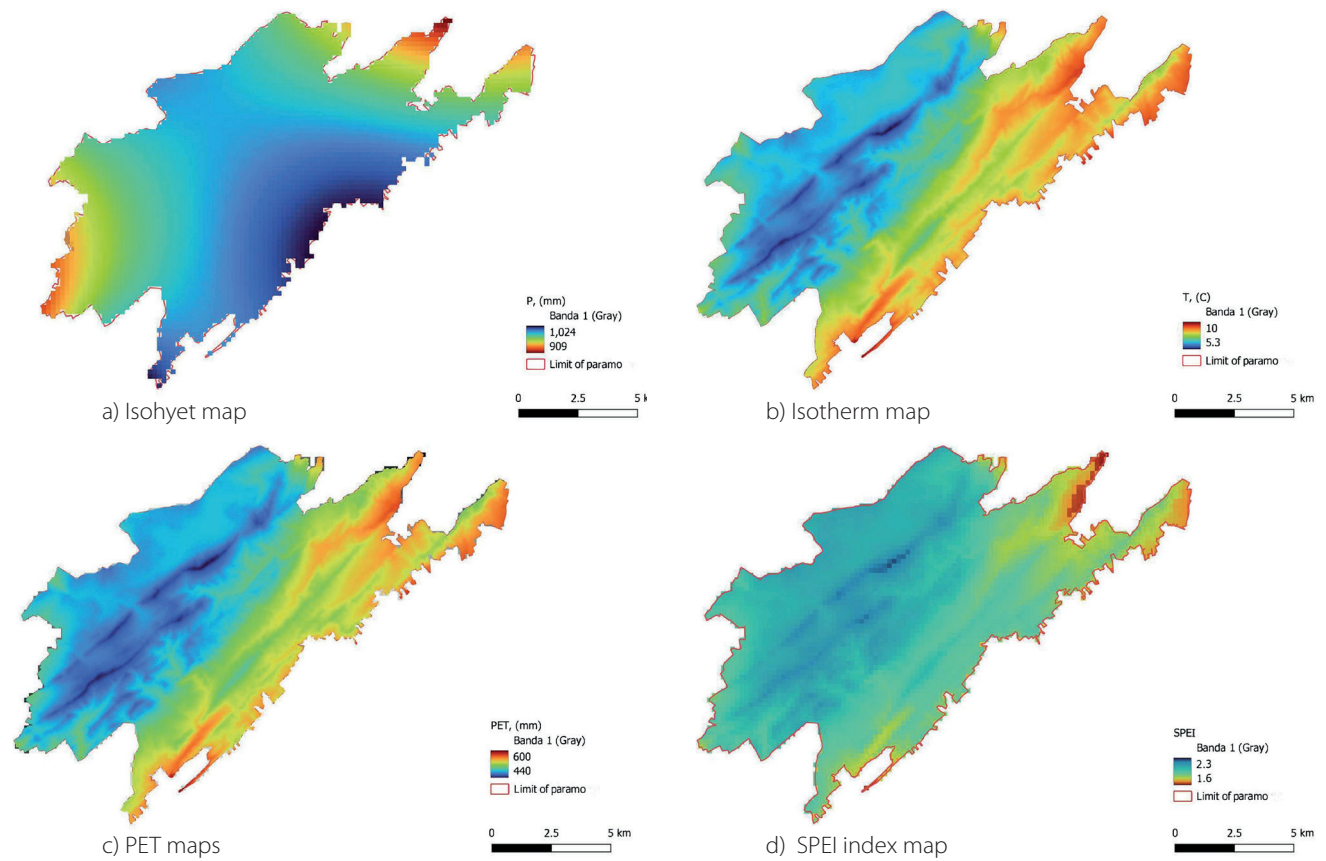 P, (mm)
Banda 1 (Gray)
1,024
909
Limit of paramo
0 2.5 5 km
a) Isohyet map
T, (C)
Banda 1 (Gray)
10
5.3
Limit of paramo
0 2.5 5 km
b) Isotherm map
PET, (mm)
Banda 1 (Gray)
600
440
Limit of paramo
0 2.5 5 km
c) PET maps
SPEI
Banda 1 (Gray)
2.3
1.6
Limit of paramo
0 2.5 5 km
d) SPEI index map